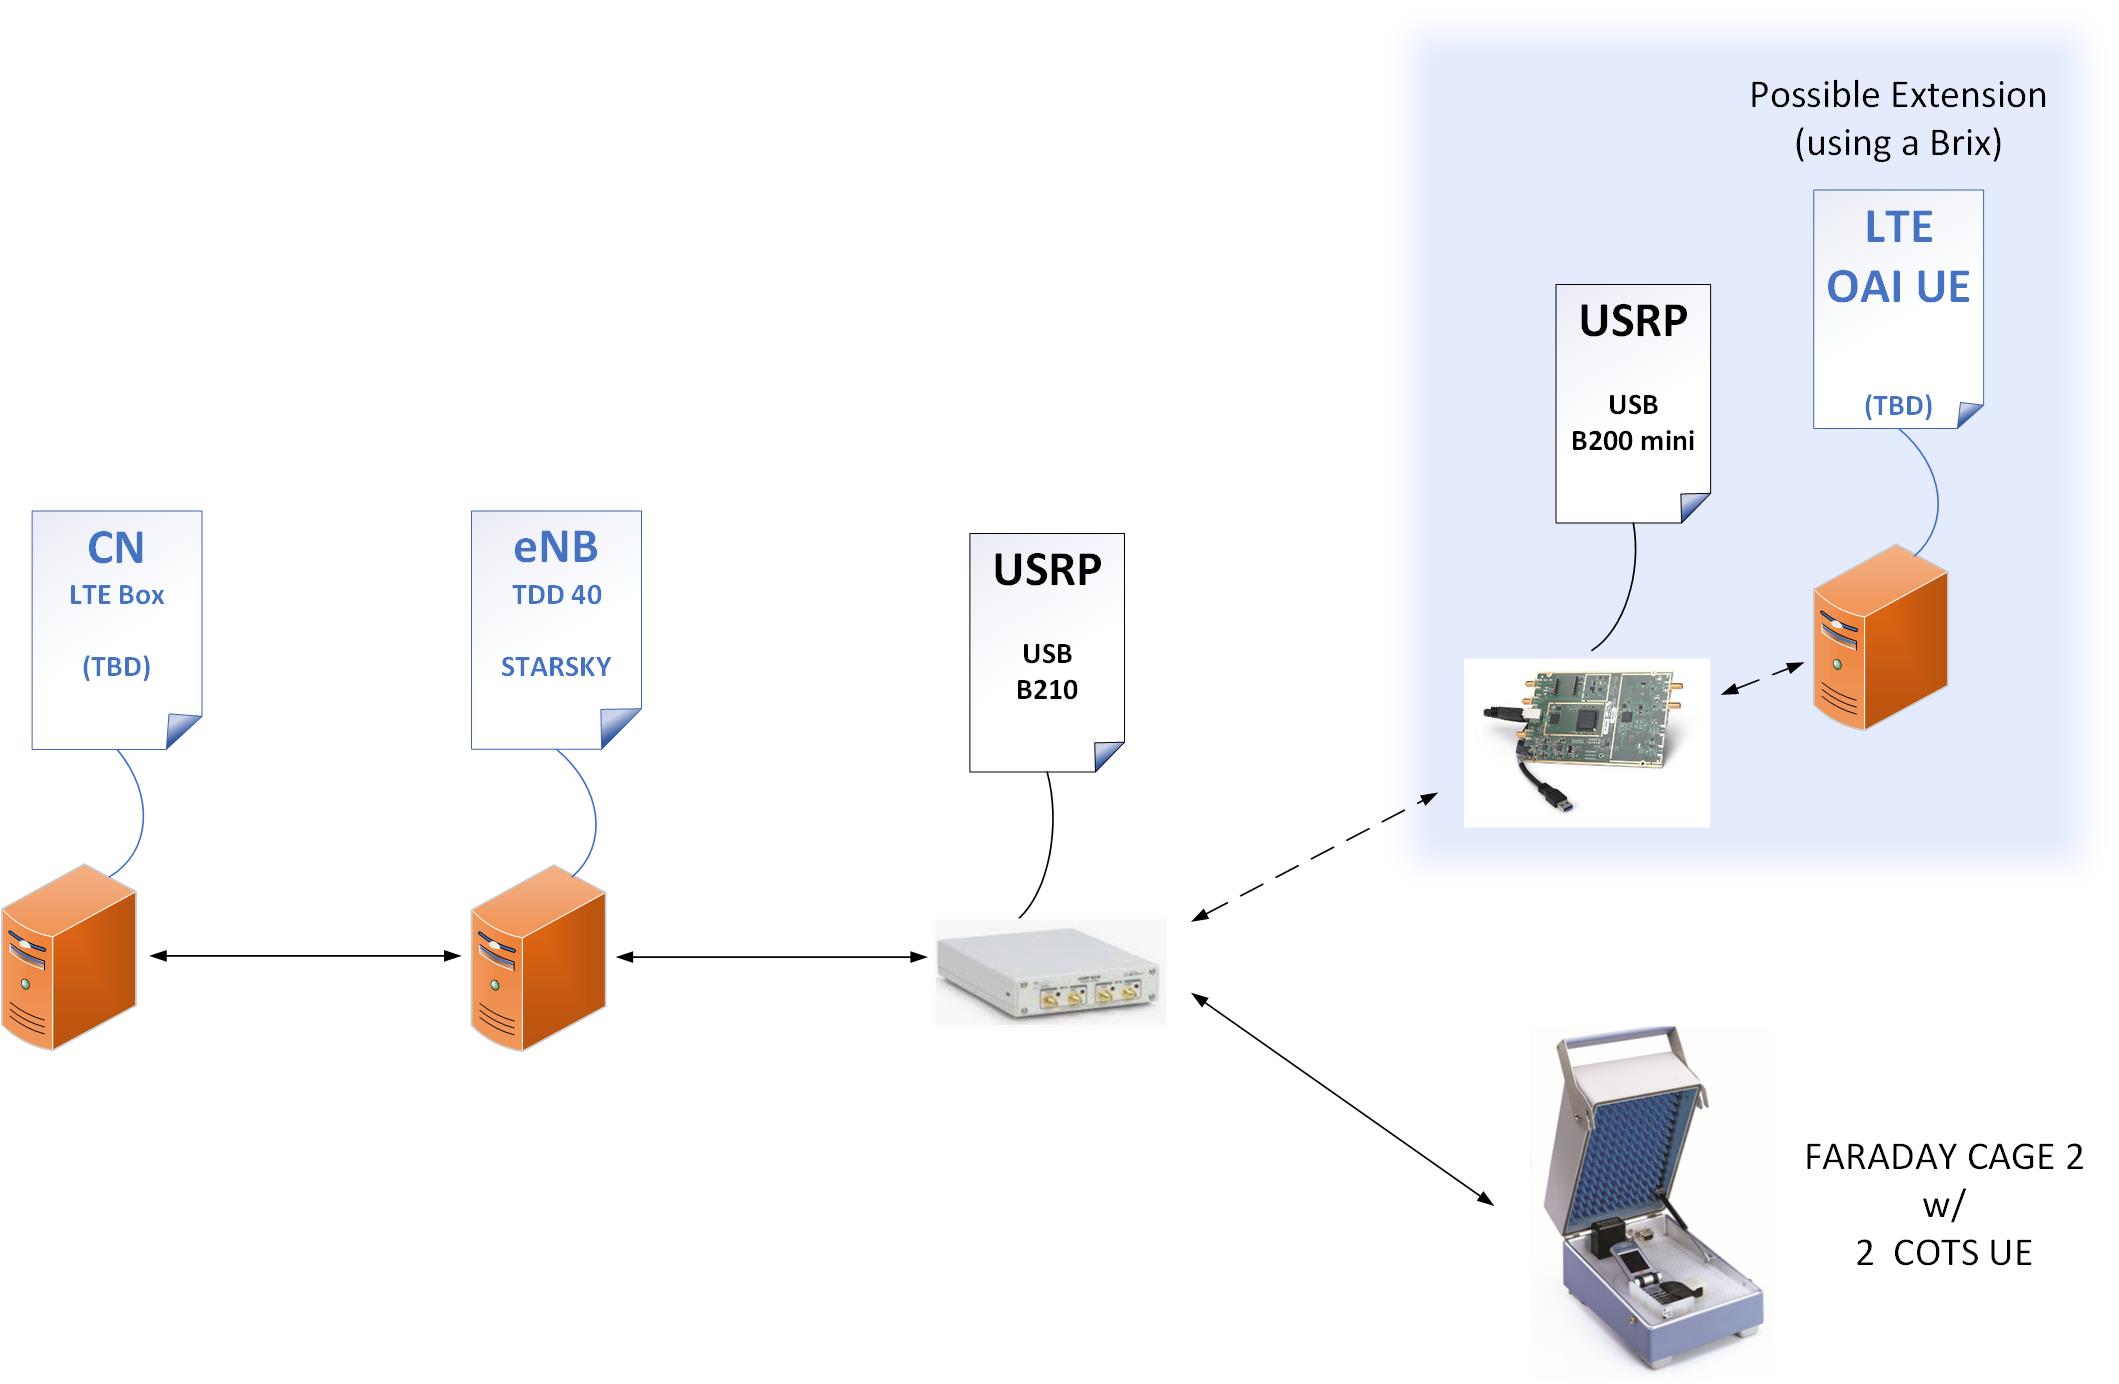 Possible Extension
(using a Brix)
LTE
OAI UE
(TBD)
USRP
USB
B200 mini
CN
LTE Box
(TBD)
eNB
TDD 40
STARSKY
USRP
USB
B210
FARADAY CAGE 2
w/
2 COTS UE